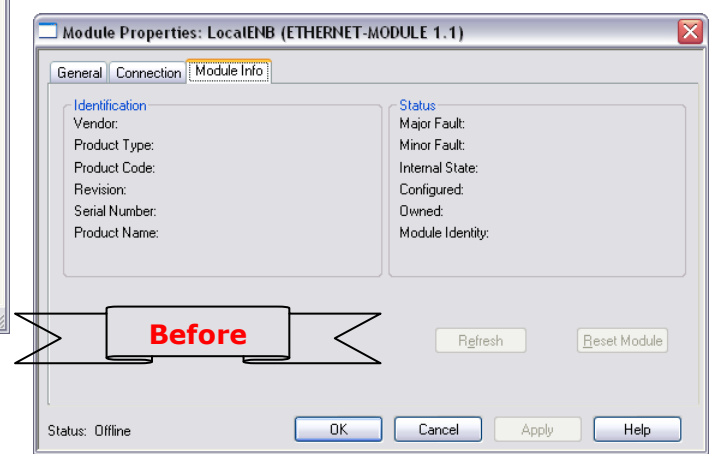 Module Properties: LocalENB (ETHERNET-MODULE 1.1)
General Connection Module Info
Identification
Vendor:
Product Type:
Product Code:
Revision:
Serial Number:
Product Name:
Status
Major Fault:
Minor Fault:
Internal State:
Configured:
Owned:
Module Identity:
Before
Refresh Reset Module
Status: Offline OK Cancel Apply Help